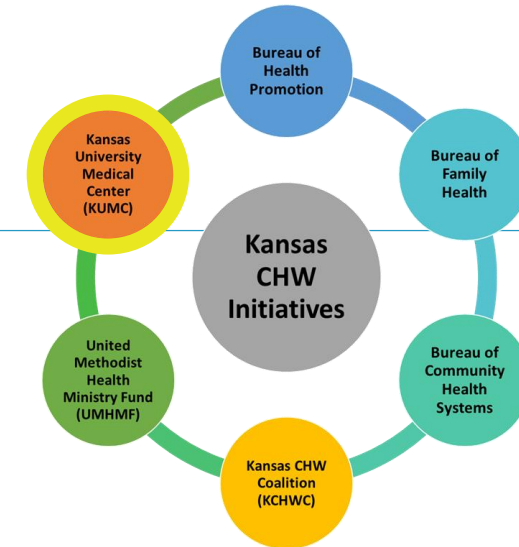 Bureau of
Health
Promotion
Kansas
University
Medical
Center
(KUMC)
Bureau of
Family
Health
Kansas
CHW
Initiatives
United
Methodist
Health
Ministry Fund
(UMHMF)
Bureau of
Community
Health
Systems
Kansas CHW
Coalition
(KCHWC)